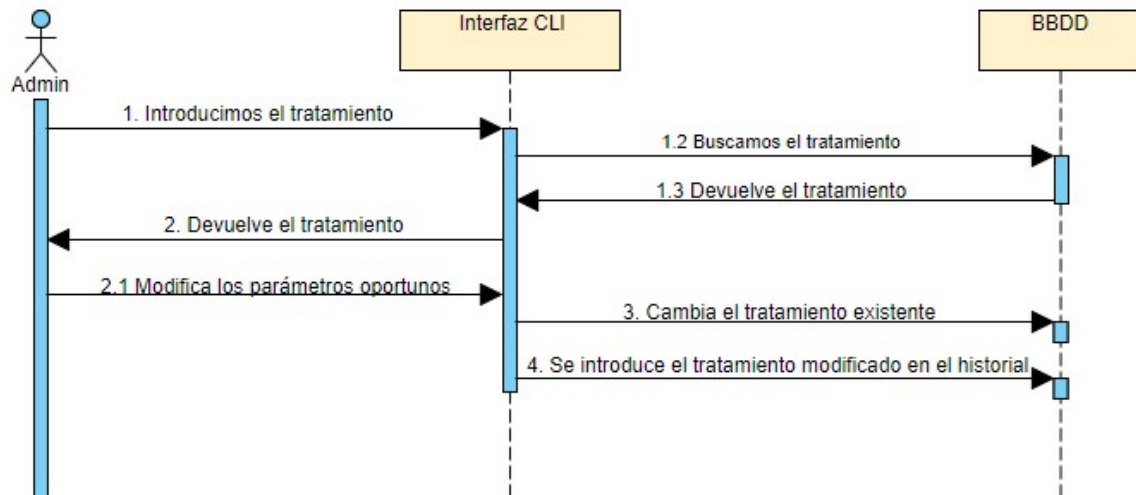 Interfaz CLI
BBDD
Admin
1. Introducimos el tratamiento
1.2 Buscamos el tratamiento
1.3 Devuelve el tratamiento
2. Devuelve el tratamiento
2.1 Modifica los parámetros oportunos
3. Cambia el tratamiento existente
4. Se introduce el tratamiento modificado en el historial